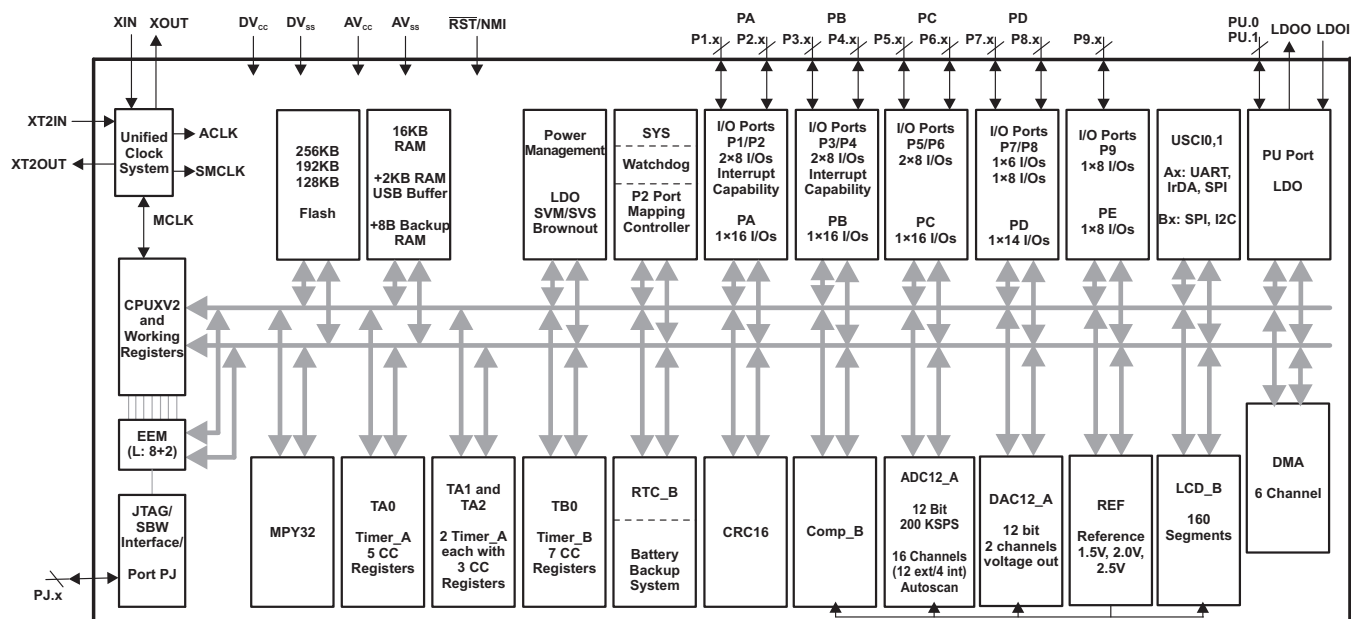 XIN XOUT
DVCC DVSS AVCC AVSS RST/NMI
PA PB PC PD
P1.x P2.x P3.x P4.x P5.x P6.x P7.x P8.x P9.x
PU.0
PU.1
LDOO LDOI
XT2IN
XT2OUT
Unified
Clock
System
ACLK
SMCLK
MCLK
256KB
192KB
128KB
Flash
16KB
RAM
+2KB RAM
USB Buffer
+8B Backup
RAM
Power
Management
LDO
SVM/SVS
Brownout
SYS
Watchdog
P2 Port
Mapping
Controller
I/O Ports
P1/P2
2×8 I/Os
Interrupt
Capability
PA
1×16 I/Os
I/O Ports
P3/P4
2×8 I/Os
Interrupt
Capability
PB
1×16 I/Os
I/O Ports
P5/P6
2×8 I/Os
PC
1×16 I/Os
I/O Ports
P7/P8
1×6 I/Os
1×8 I/Os
PD
1×14 I/Os
I/O Ports
P9
1×8 I/Os
PE
1×8 I/Os
USCI0,1
Ax: UART,
IrDA, SPI
Bx: SPI, I2C
PU Port
LDO
CPUXV2
and
Working
Registers
EEM
(L: 8+2)
JTAG/
SBW
Interface/
Port PJ
PJ.x
MPY32
TA0
Timer_A
5 CC
Registers
TA1 and
TA2
2 Timer_A
each with
3 CC
Registers
TB0
Timer_B
7 CC
Registers
RTC_B
Battery
Backup
System
CRC16
Comp_B
ADC12_A
12 Bit
200 KSPS
16 Channels
(12 ext/4 int)
Autoscan
DAC12_A
12 bit
2 channels
voltage out
REF
Reference
1.5V, 2.0V,
2.5V
LCD_B
160
Segments
DMA
6 Channel